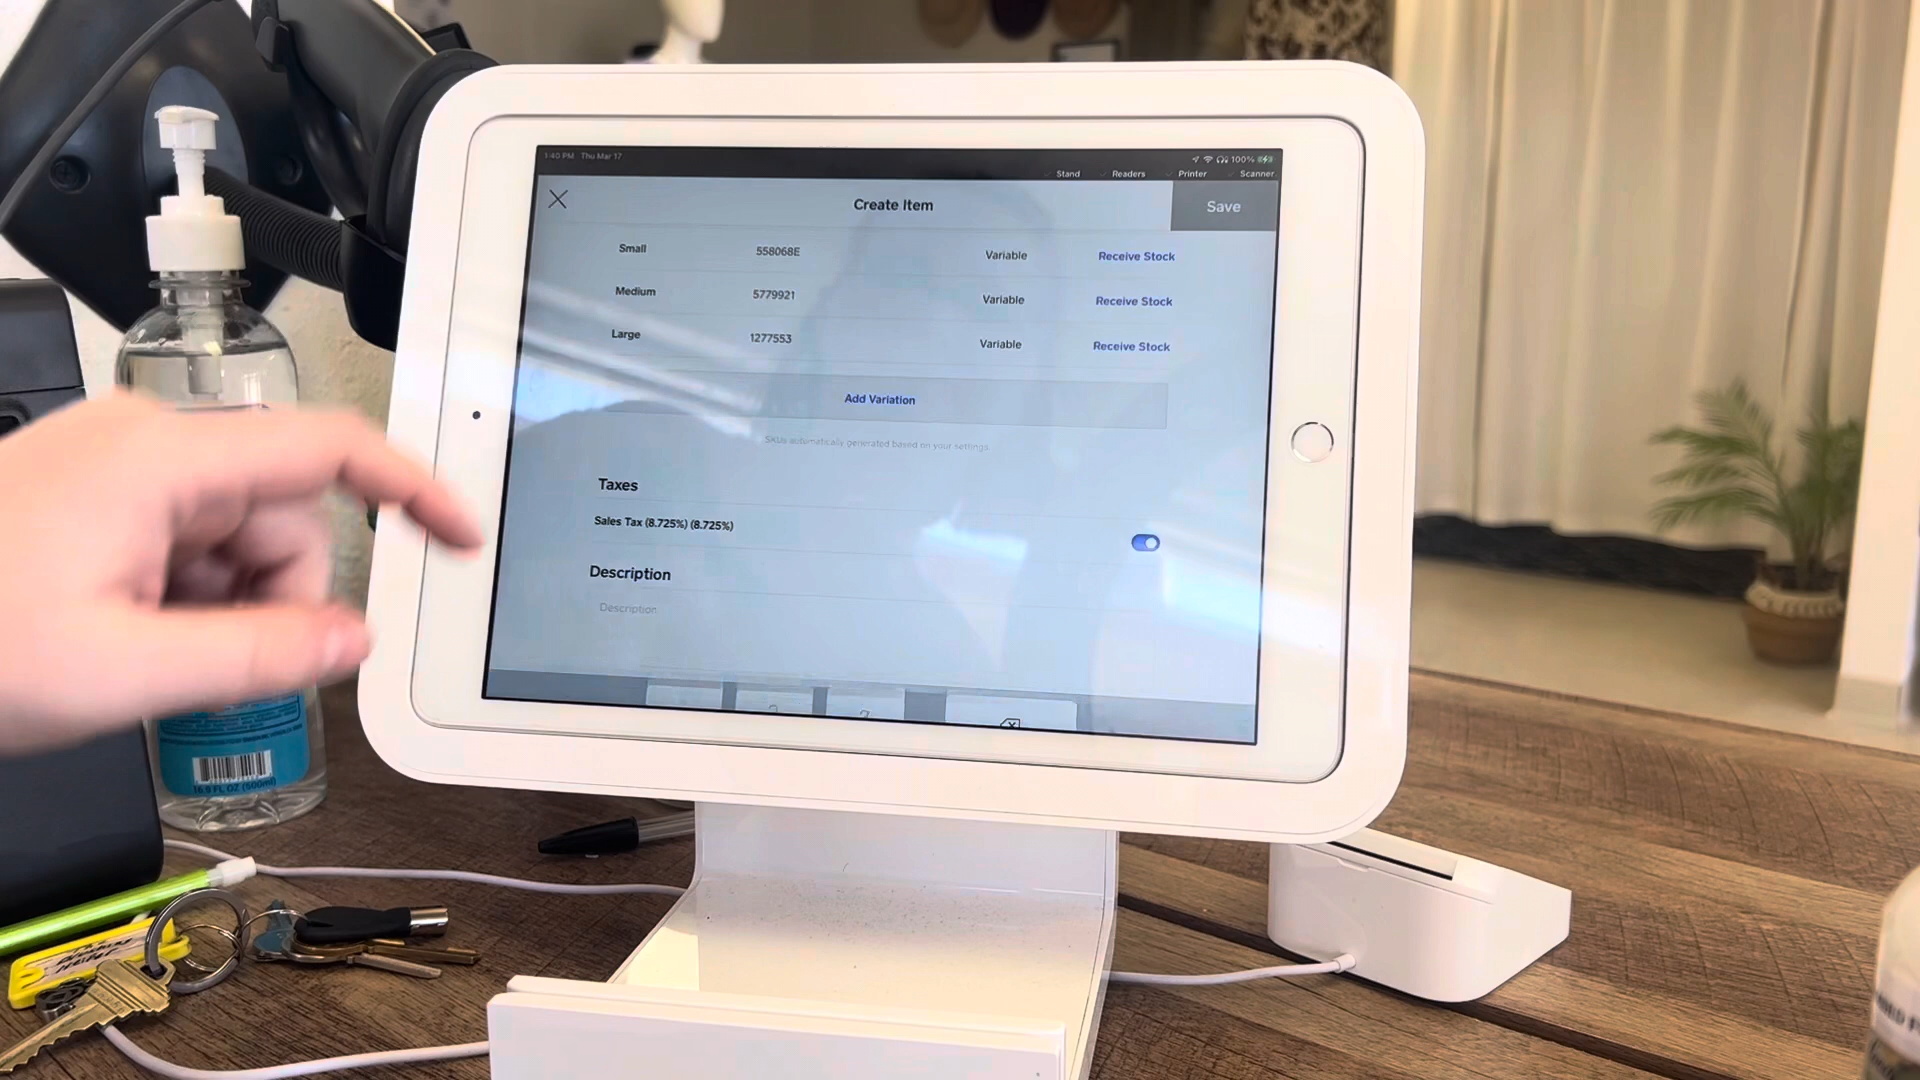 1:40 PM Thu Mar 17
100%
Stand Readers Printer Scanner
Create Item
Save
Small 558068E Variable Receive Stock
Medium 5779921 Variable Receive Stock
Large 1277553 Variable Receive Stock
Add Variation
SKUs automatically generated based on your settings
Taxes
Sales Tax (8.725%) (8.725%)
Description
Description
16.9 FL OZ (500ml)